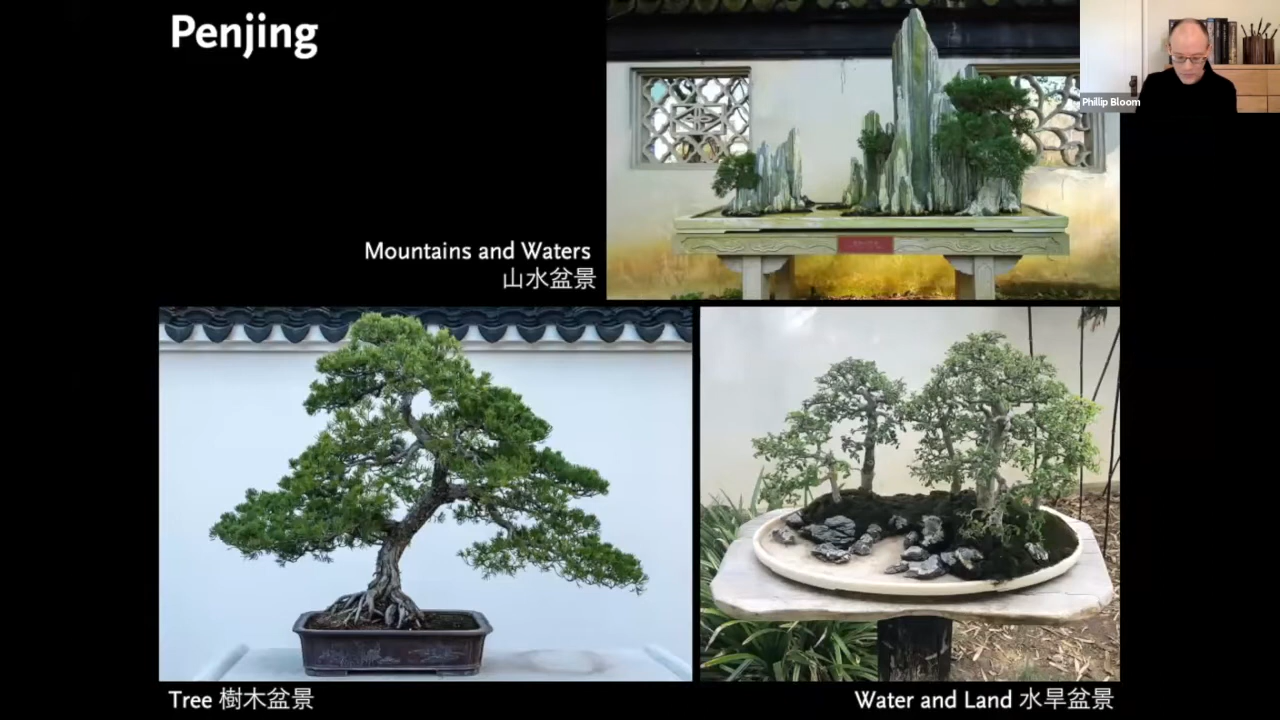 Penjing
Phillip Bloom
Mountains and Waters
山水盆景
Tree 樹木盆景
Water and Land 水旱盆景